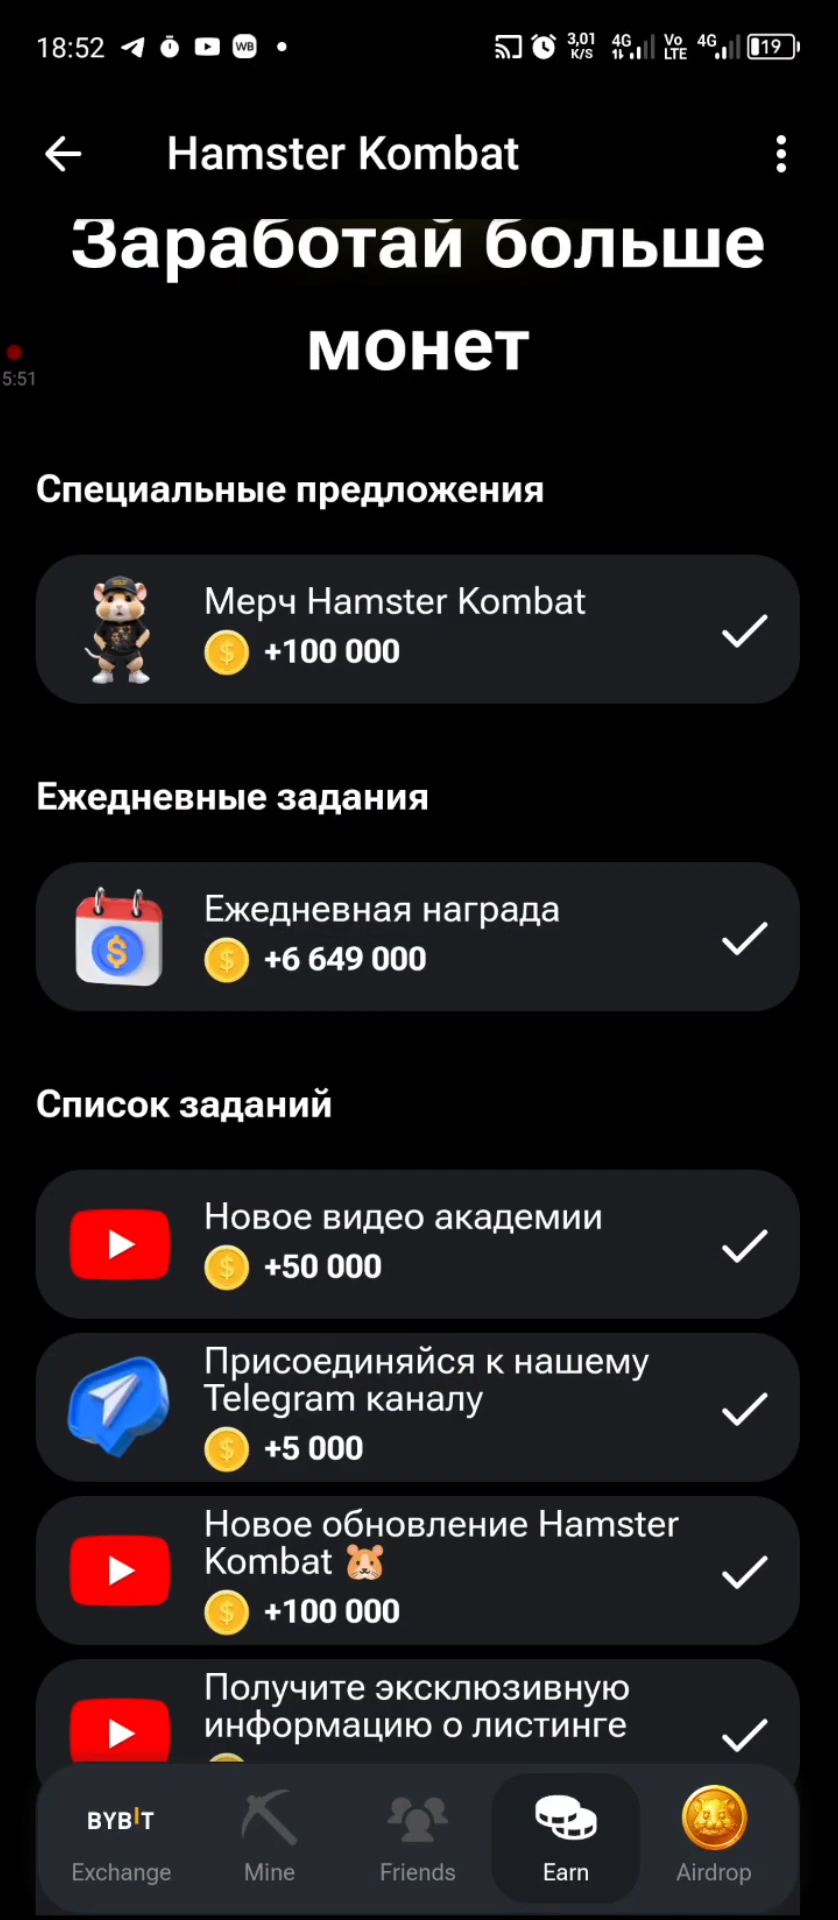 18:52
WB
3,01
K/S
4G
Vo
LTE
4G
19
Hamster Kombat
Заработай больше
монет
5:51
Специальные предложения
Мерч Hamster Kombat
+100 000
Ежедневные задания
Ежедневная награда
+6 649 000
Список заданий
Новое видео академии
+50 000
Присоединяйся к нашему
Telegram каналу
+5 000
Новое обновление Hamster
Kombat 🐹
+100 000
Получите эксклюзивную
информацию о листинге
BYBIT
Exchange
Mine
Friends
Earn
Airdrop